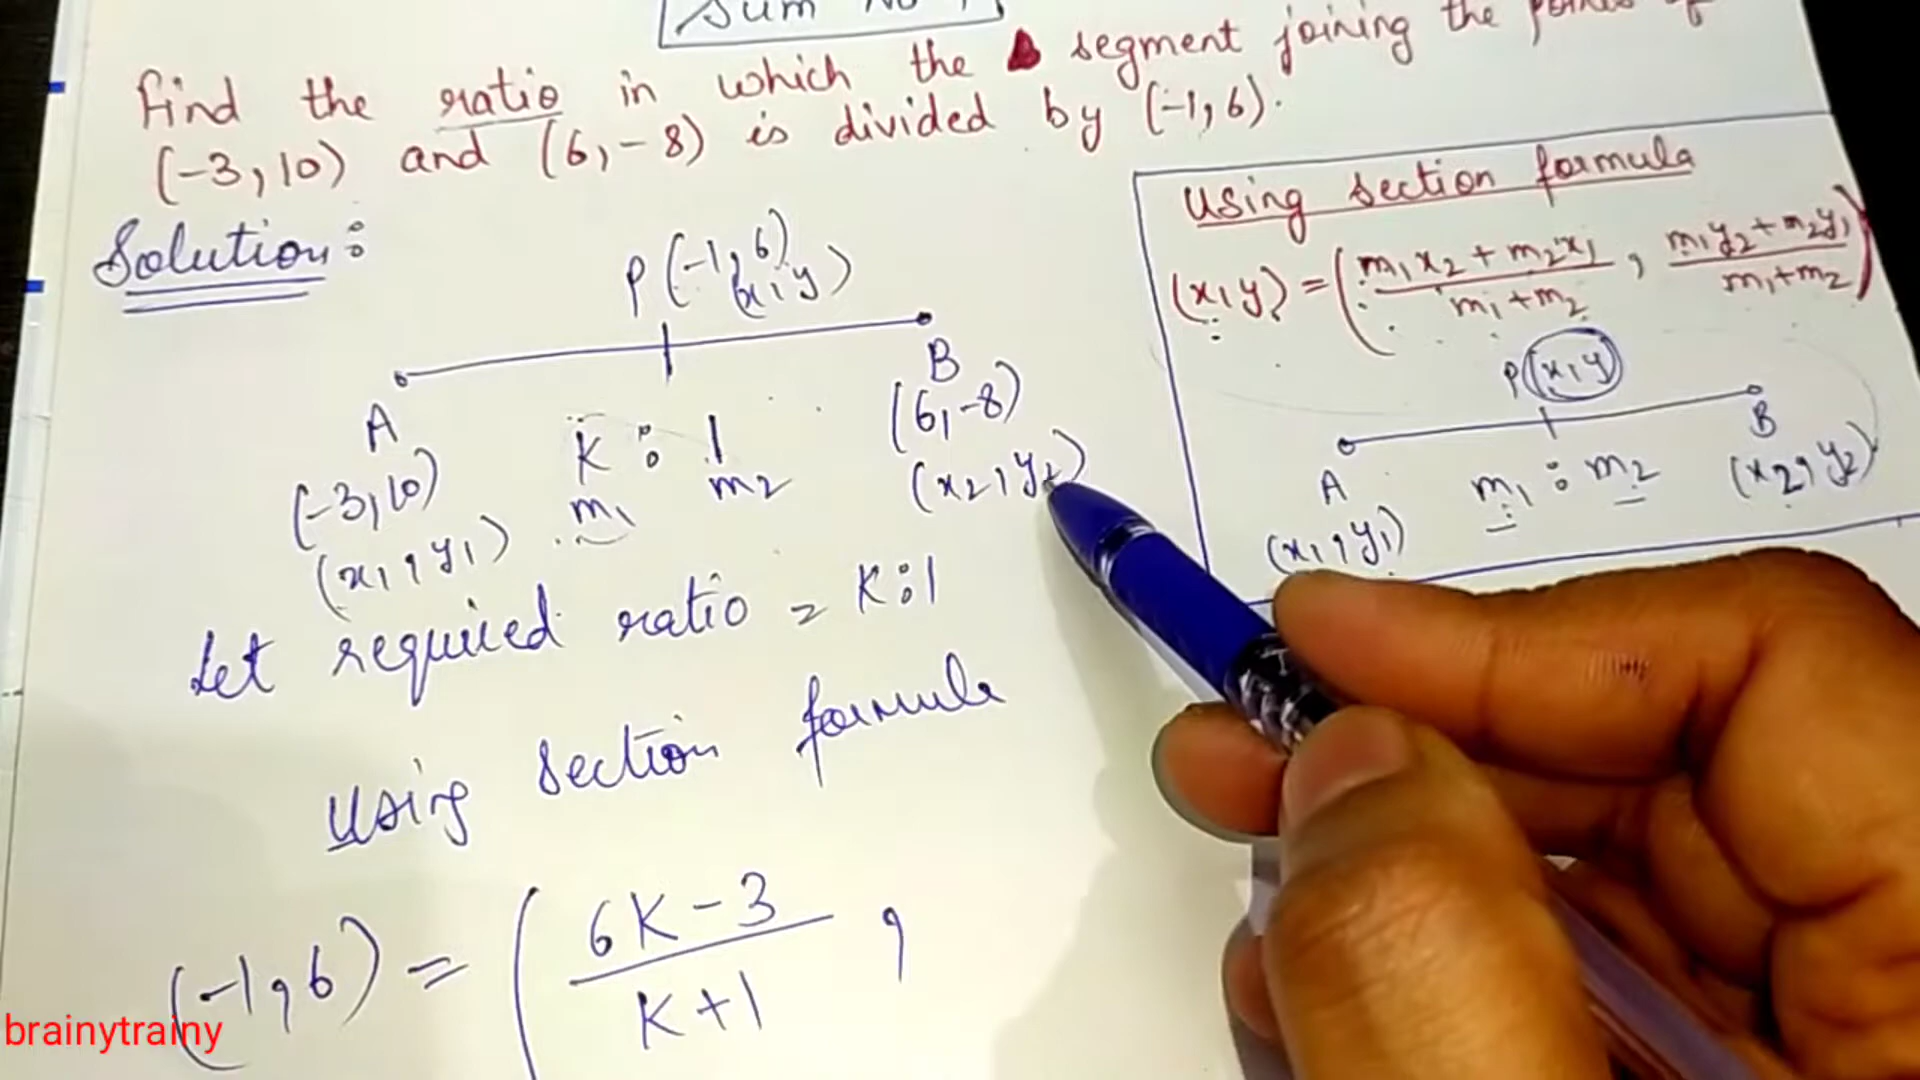 Sum No 1
Find the ratio in which the segment joining the points of
(-3,10) and (6,-8) is divided by (-1,6).
Solution:
P(-1,6)
(x,y)
A
B
(-3,10)
K : 1
(6,-8)
(x1,y1)
m1
m2
(x2,y2)
Let required ratio = K:1
Using section formula
(-1,6) = ( 6K-3 / K+1 ,
Using section formula
(x,y) = ( m1x2+m2x1 / m1+m2 , m1y2+m2y1 / m1+m2 )
P(x,y)
A
m1 : m2
B
(x1,y1)
(x2,y2)
brainytrainy